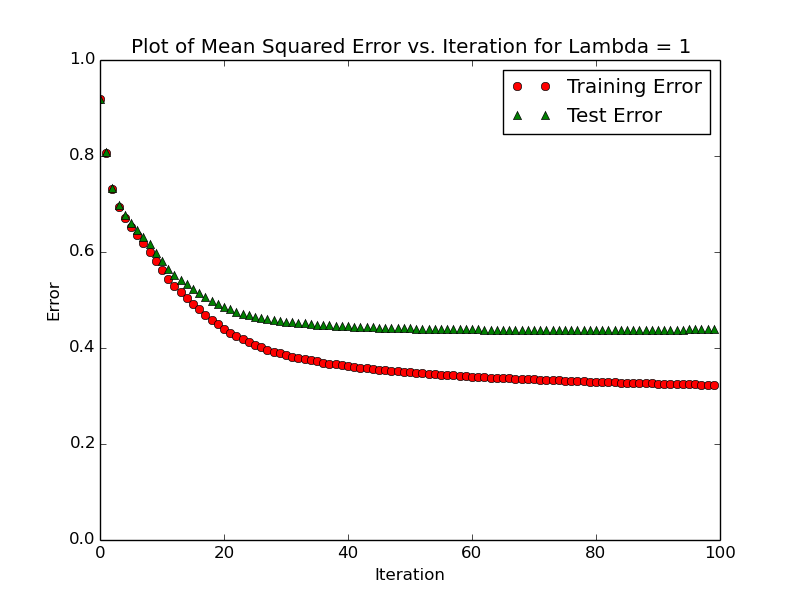 Plot of Mean Squared Error vs. Iteration for Lambda = 1
1.0
Training Error
Test Error
0.8
0.6
Error
0.4
0.2
0.0
0 20 40 60 80 100
Iteration